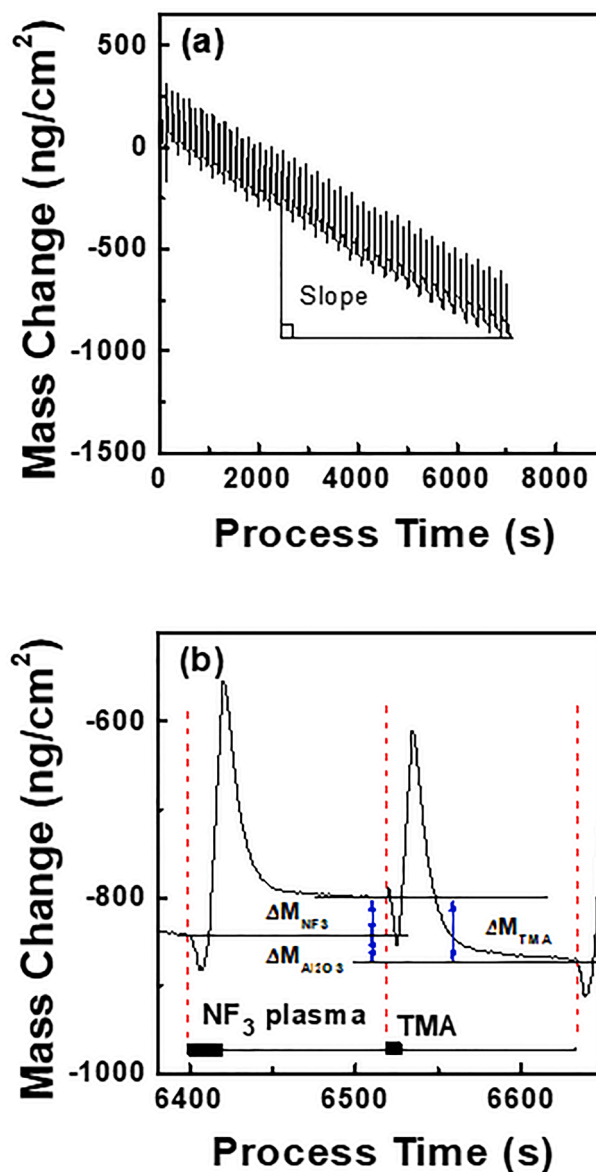 (a)
Mass Change (ng/cm²)
500
0
-500
-1000
-1500
Slope
0 2000 4000 6000 8000
Process Time (s)
(b)
Mass Change (ng/cm²)
-600
-800
-1000
ΔM_NF3
ΔM_TMA
ΔM_Al2O3
NF₃ plasma TMA
6400 6500 6600
Process Time (s)